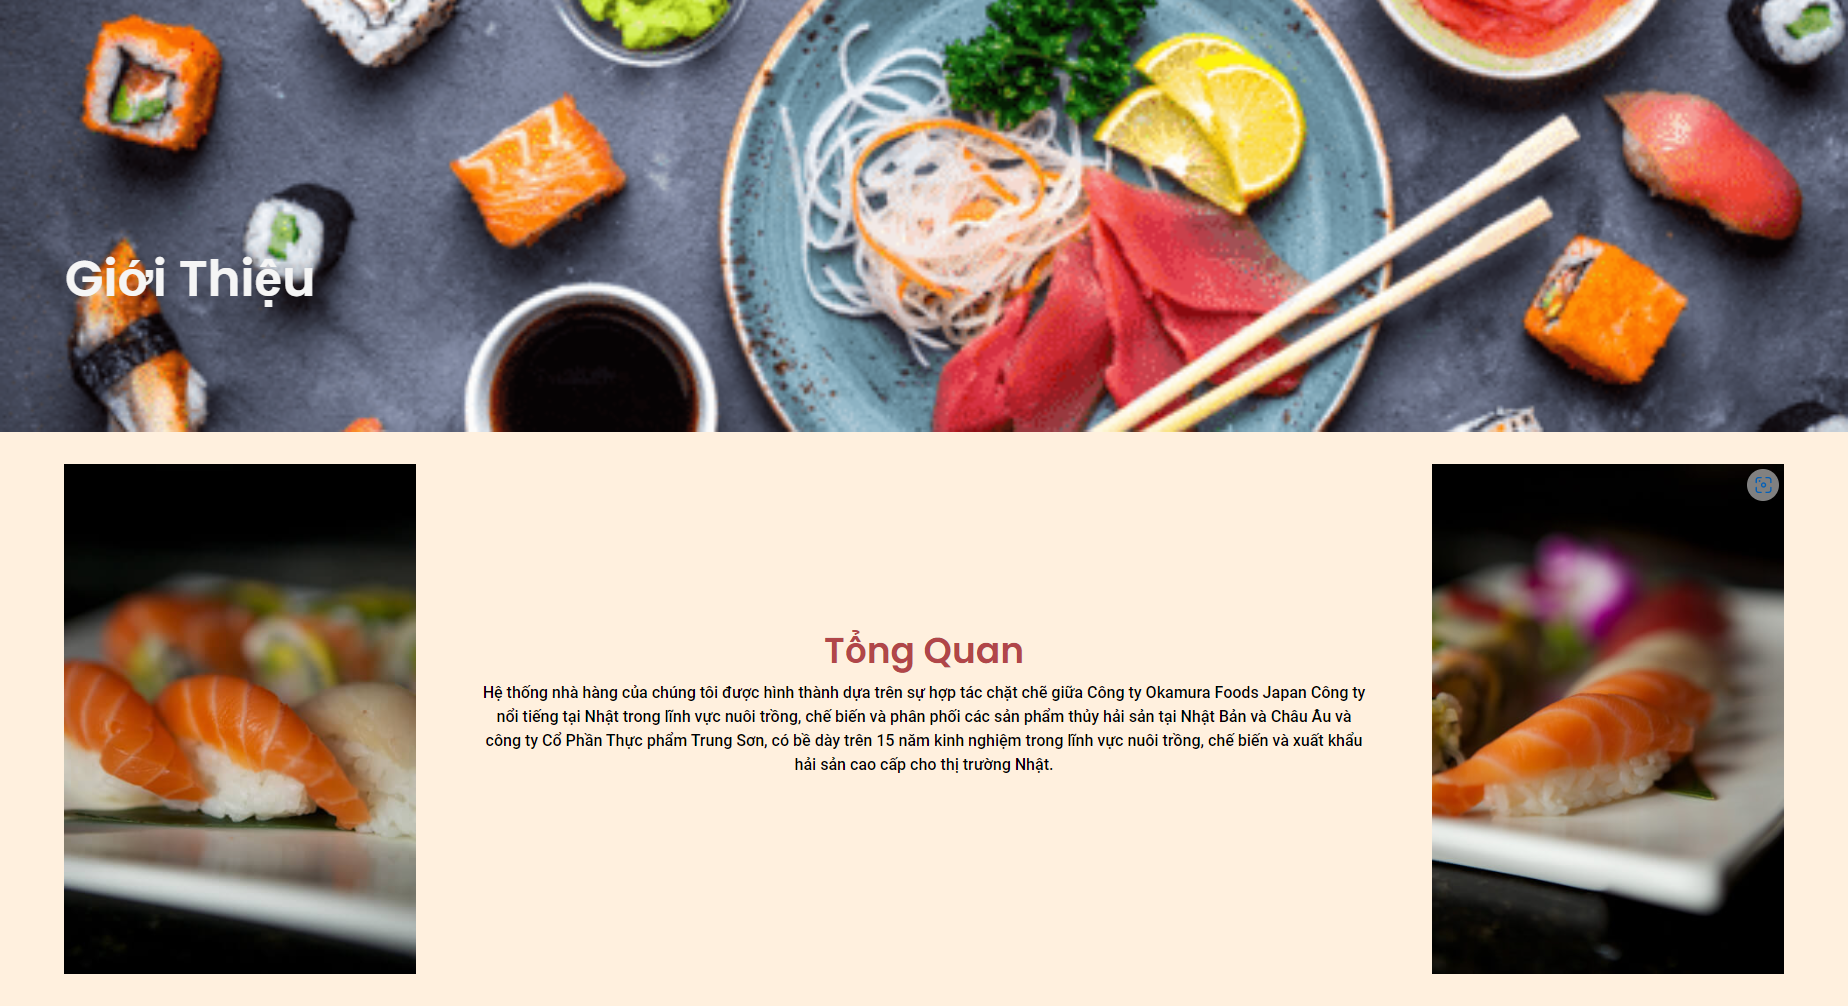 Giới Thiệu
Tổng Quan
Hệ thống nhà hàng của chúng tôi được hình thành dựa trên sự hợp tác chặt chẽ giữa Công ty Okamura Foods Japan Công ty
nổi tiếng tại Nhật trong lĩnh vực nuôi trồng, chế biến và phân phối các sản phẩm thủy hải sản tại Nhật Bản và Châu Âu và
công ty Cổ Phần Thực phẩm Trung Sơn, có bề dày trên 15 năm kinh nghiệm trong lĩnh vực nuôi trồng, chế biến và xuất khẩu
hải sản cao cấp cho thị trường Nhật.